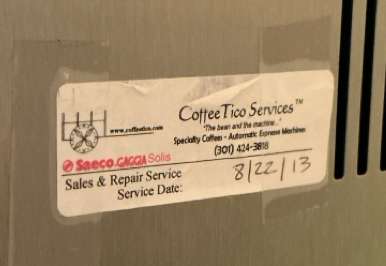 CoffeeTico Services™
"The bean and the machine..."
www.coffeetico.com
Specialty Coffees - Automatic Espresso Machines
(301) 424-3818
Saeco GAGGIA Solis
Sales & Repair Service
Service Date: 8/22/13